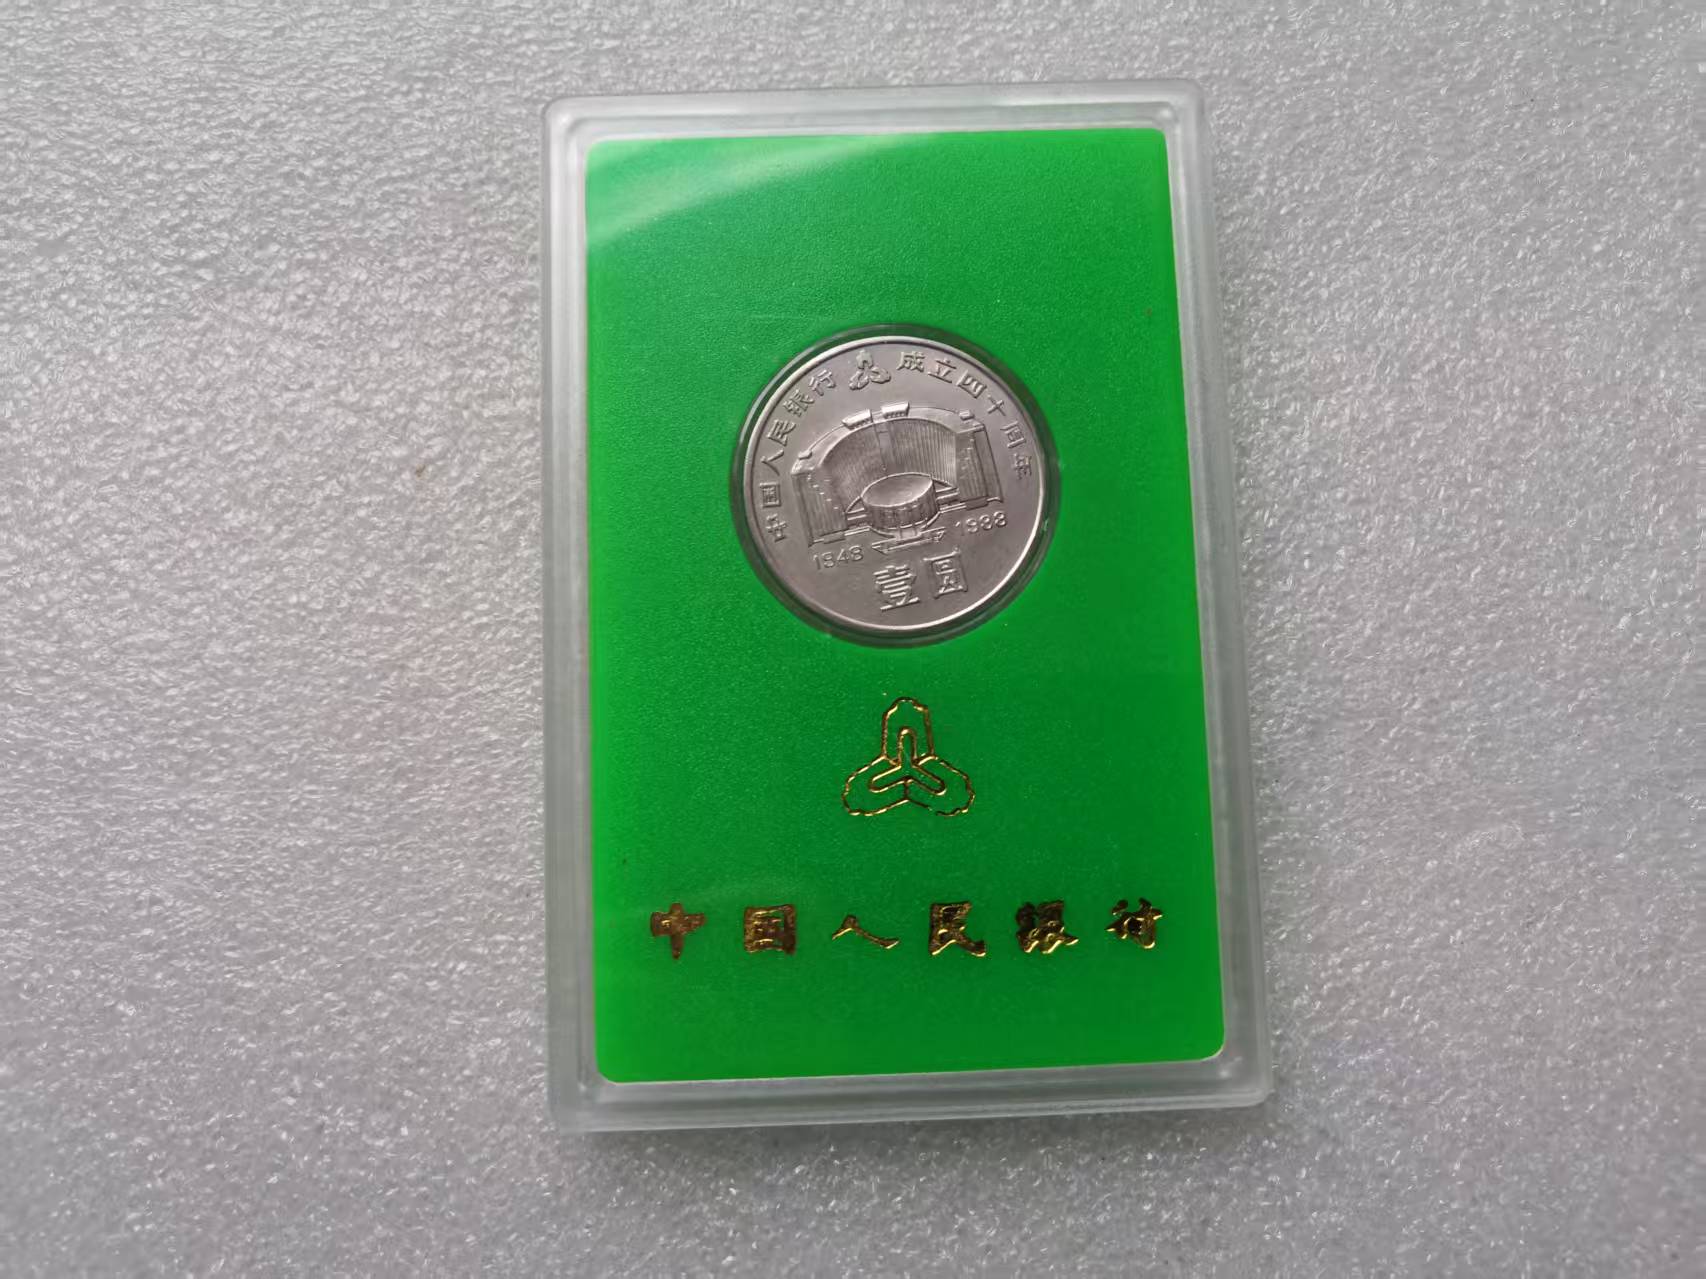 中国人民银行 成立四十周年
1948 1988
壹圆
中国人民银行